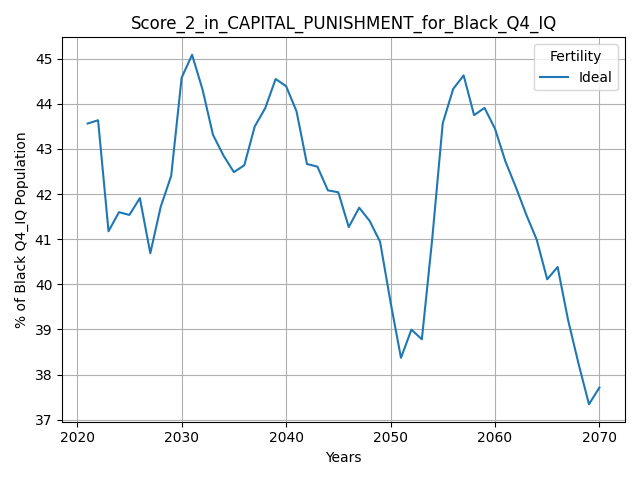 Score_2_in_CAPITAL_PUNISHMENT_for_Black_Q4_IQ
Fertility
Ideal
% of Black Q4_IQ Population
45
44
43
42
41
40
39
38
37
2020 2030 2040 2050 2060 2070
Years